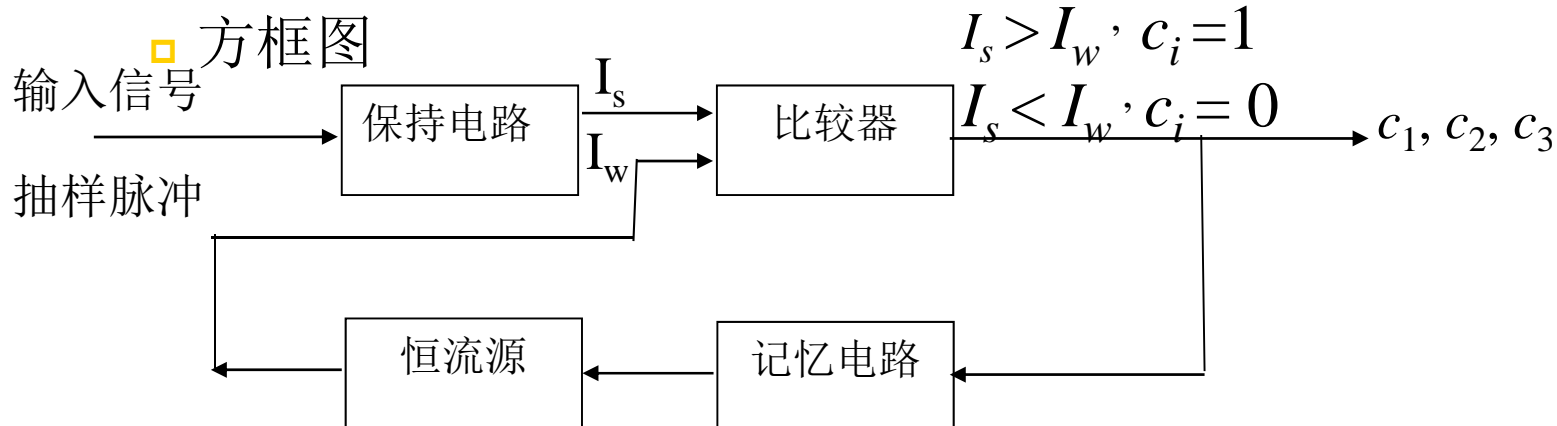 方框图
I_s > I_w, c_i = 1
输入信号
I_s < I_w, c_i = 0
保持电路
I_s
I_w
比较器
c_1, c_2, c_3
抽样脉冲
恒流源
记忆电路